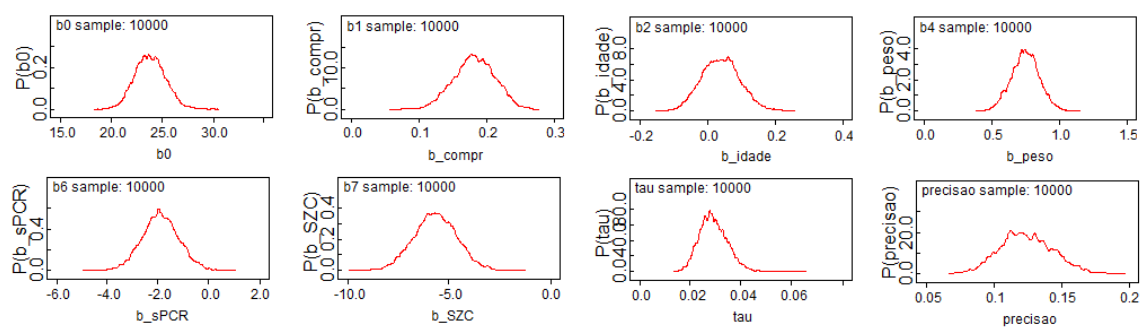 b0 sample: 10000
P(b0)
0.0 0.2
15.0 20.0 25.0 30.0
b0
b1 sample: 10000
P(b_compr)
0.0 10.0
0.0 0.1 0.2 0.3
b_compr
b2 sample: 10000
P(b_idade)
0.0 4.0 8.0
-0.2 0.0 0.2 0.4
b_idade
b4 sample: 10000
P(b_peso)
0.0 2.0 4.0
0.0 0.5 1.0 1.5
b_peso
b6 sample: 10000
P(b_sPCR)
0.0 0.4
-6.0 -4.0 -2.0 0.0 2.0
b_sPCR
b7 sample: 10000
P(b_SZC)
0.0 0.2 0.4
-10.0 -5.0 0.0
b_SZC
tau sample: 10000
P(tau)
0.0 40.0 80.0
0.0 0.02 0.04 0.06
tau
precisao sample: 10000
P(precisao)
0.0 20.0
0.05 0.1 0.15 0.2
precisao